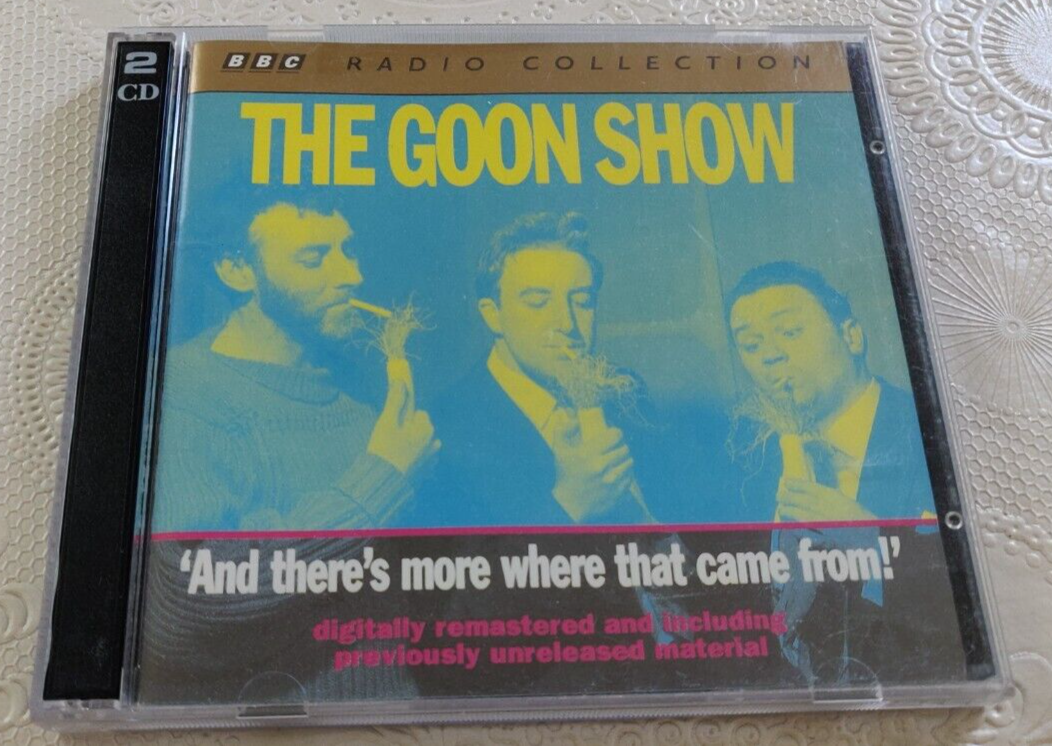 2
CD
BBC RADIO COLLECTION
THE GOON SHOW
'And there's more where that came from!'
digitally remastered and including
previously unreleased material